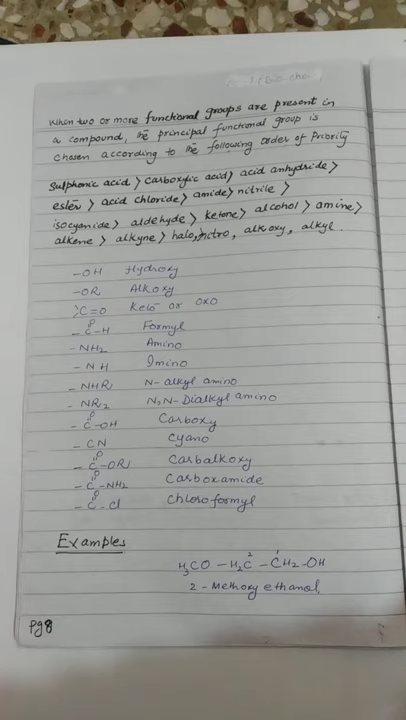 When two or more functional groups are present in
a compound, the principal functional group is
chosen according to the following order of Priority
Sulphonic acid > Carboxylic acid > acid anhydride >
ester > acid chloride > amide > nitrile >
isocyanide > aldehyde > ketone > alcohol > amine >
alkene > alkyne > halo, nitro, alkoxy, alkyl.
-OH Hydroxy
-OR Alkoxy
>C=O Keto or oxo
-C(=O)-H Formyl
-NH2 Amino
-NH Imino
-NHR N-alkyl amino
-NR2 N,N-Dialkyl amino
-C(=O)-OH Carboxy
-CN Cyano
-C(=O)-OR Carbalkoxy
-C(=O)-NH2 Carboxamide
-C(=O)-Cl Chloroformyl
Examples
2 1
H3CO - H2C - CH2-OH
2-Methoxy ethanol
Pg 8